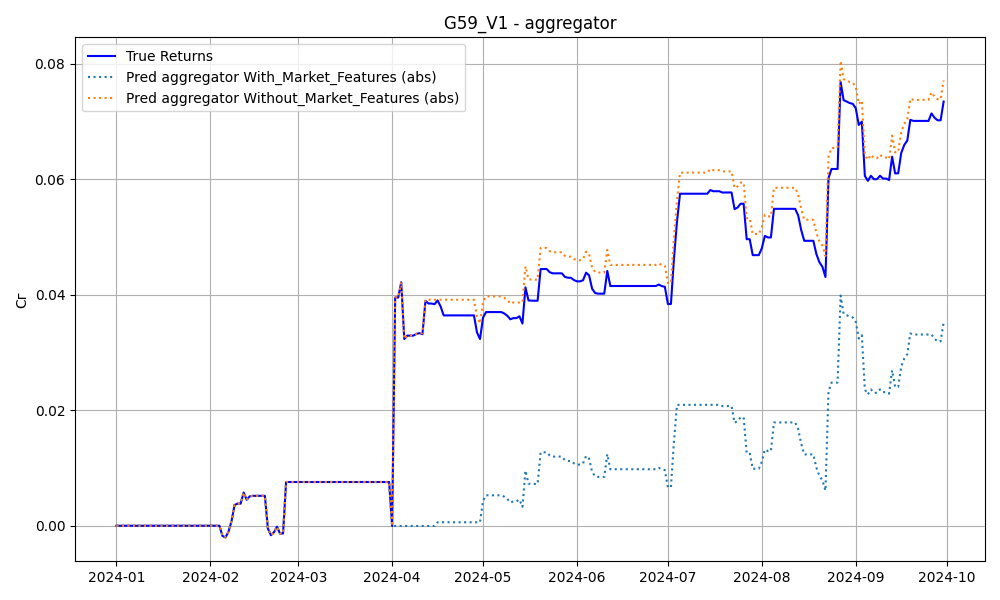 G59_V1 - aggregator
True Returns
Pred aggregator With_Market_Features (abs)
Pred aggregator Without_Market_Features (abs)
Cr
0.08
0.06
0.04
0.02
0.00
2024-01 2024-02 2024-03 2024-04 2024-05 2024-06 2024-07 2024-08 2024-09 2024-10